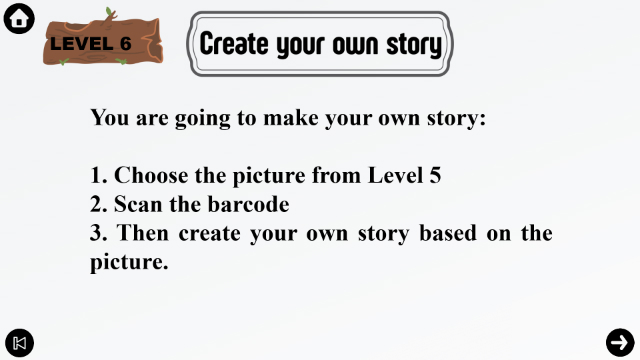 LEVEL 6
Create your own story
You are going to make your own story:
1. Choose the picture from Level 5
2. Scan the barcode
3. Then create your own story based on the
picture.